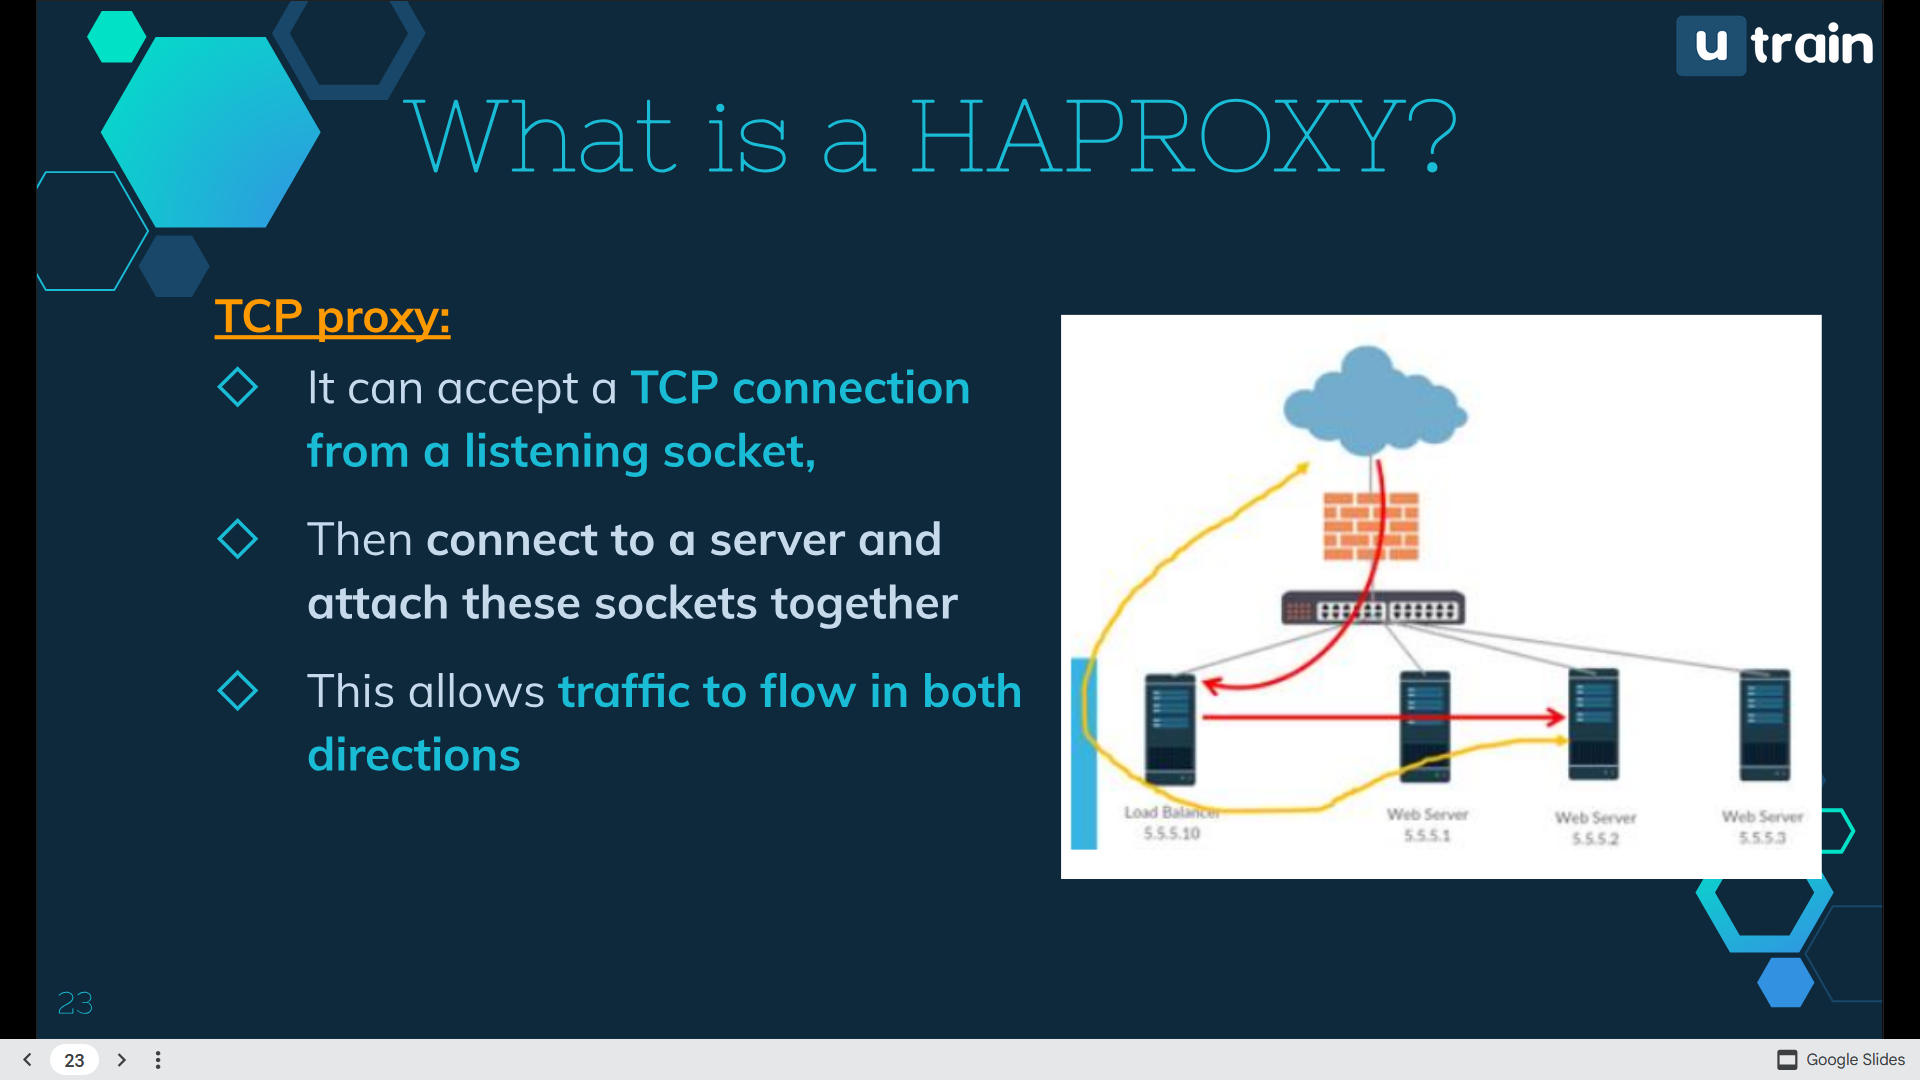 u train
What is a HAPROXY?
TCP proxy:
It can accept a TCP connection
from a listening socket,
Then connect to a server and
attach these sockets together
This allows traffic to flow in both
directions
Load Balancer
5.5.5.10
Web Server
5.5.5.1
Web Server
5.5.5.2
Web Server
5.5.5.3
23
23
Google Slides